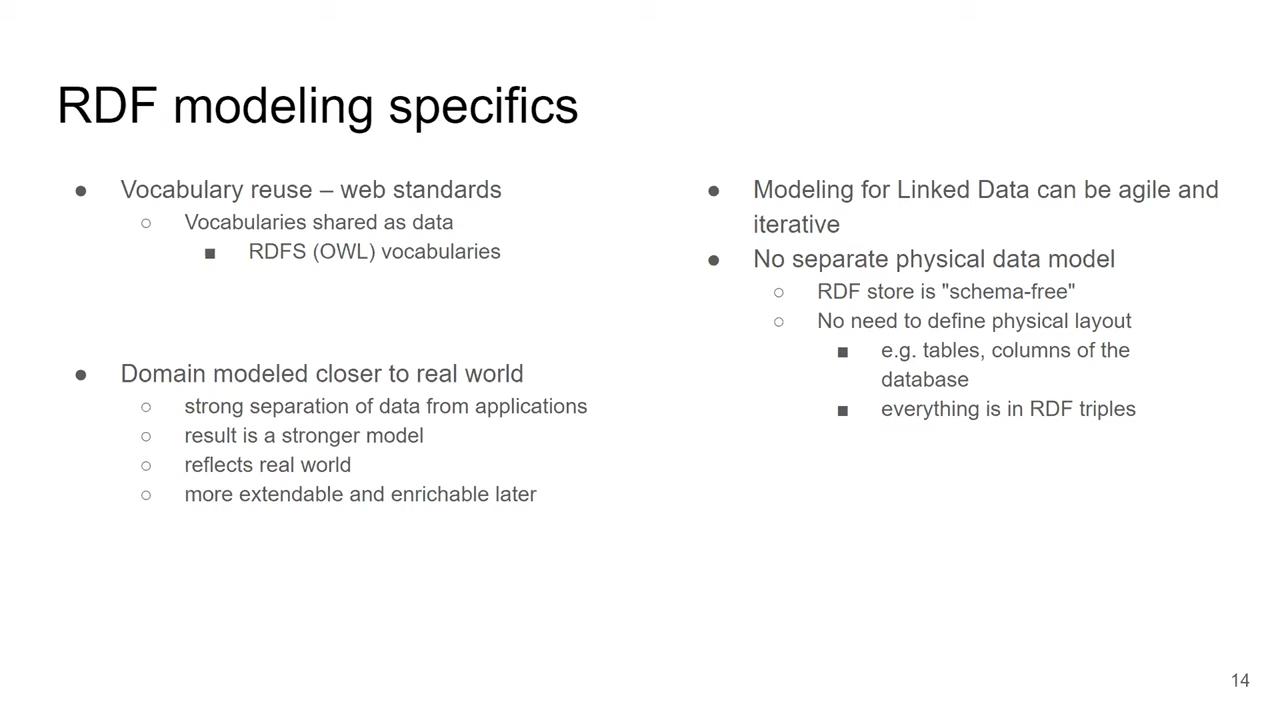 RDF modeling specifics
● Vocabulary reuse – web standards
○ Vocabularies shared as data
■ RDFS (OWL) vocabularies
● Domain modeled closer to real world
○ strong separation of data from applications
○ result is a stronger model
○ reflects real world
○ more extendable and enrichable later
● Modeling for Linked Data can be agile and
iterative
● No separate physical data model
○ RDF store is "schema-free"
○ No need to define physical layout
■ e.g. tables, columns of the
database
■ everything is in RDF triples
14